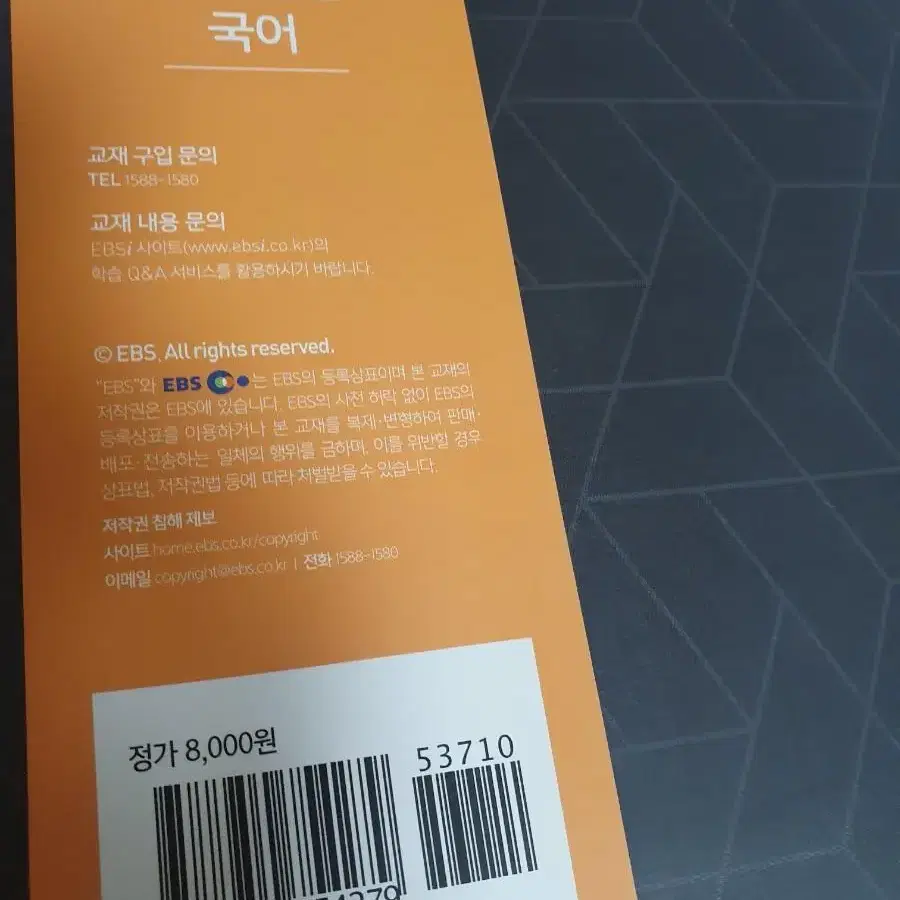 국어
교재 구입 문의
TEL 1588-1580
교재 내용 문의
EBSi 사이트(www.ebsi.co.kr)의
학습 Q&A 서비스를 활용하시기 바랍니다.
© EBS, All rights reserved.
"EBS"와 EBS는 EBS의 등록상표이며 본 교재의
저작권은 EBS에 있습니다. EBS의 사전 허락 없이 EBS의
등록상표를 이용하거나 본 교재를 복제·변형하여 판매·
배포·전송하는 일체의 행위를 금하며, 이를 위반할 경우
상표법, 저작권법 등에 따라 처벌받을 수 있습니다.
저작권 침해 제보
사이트 home.ebs.co.kr/copyright
이메일 copyright@ebs.co.kr | 전화 1588-1580
정가 8,000원
53710